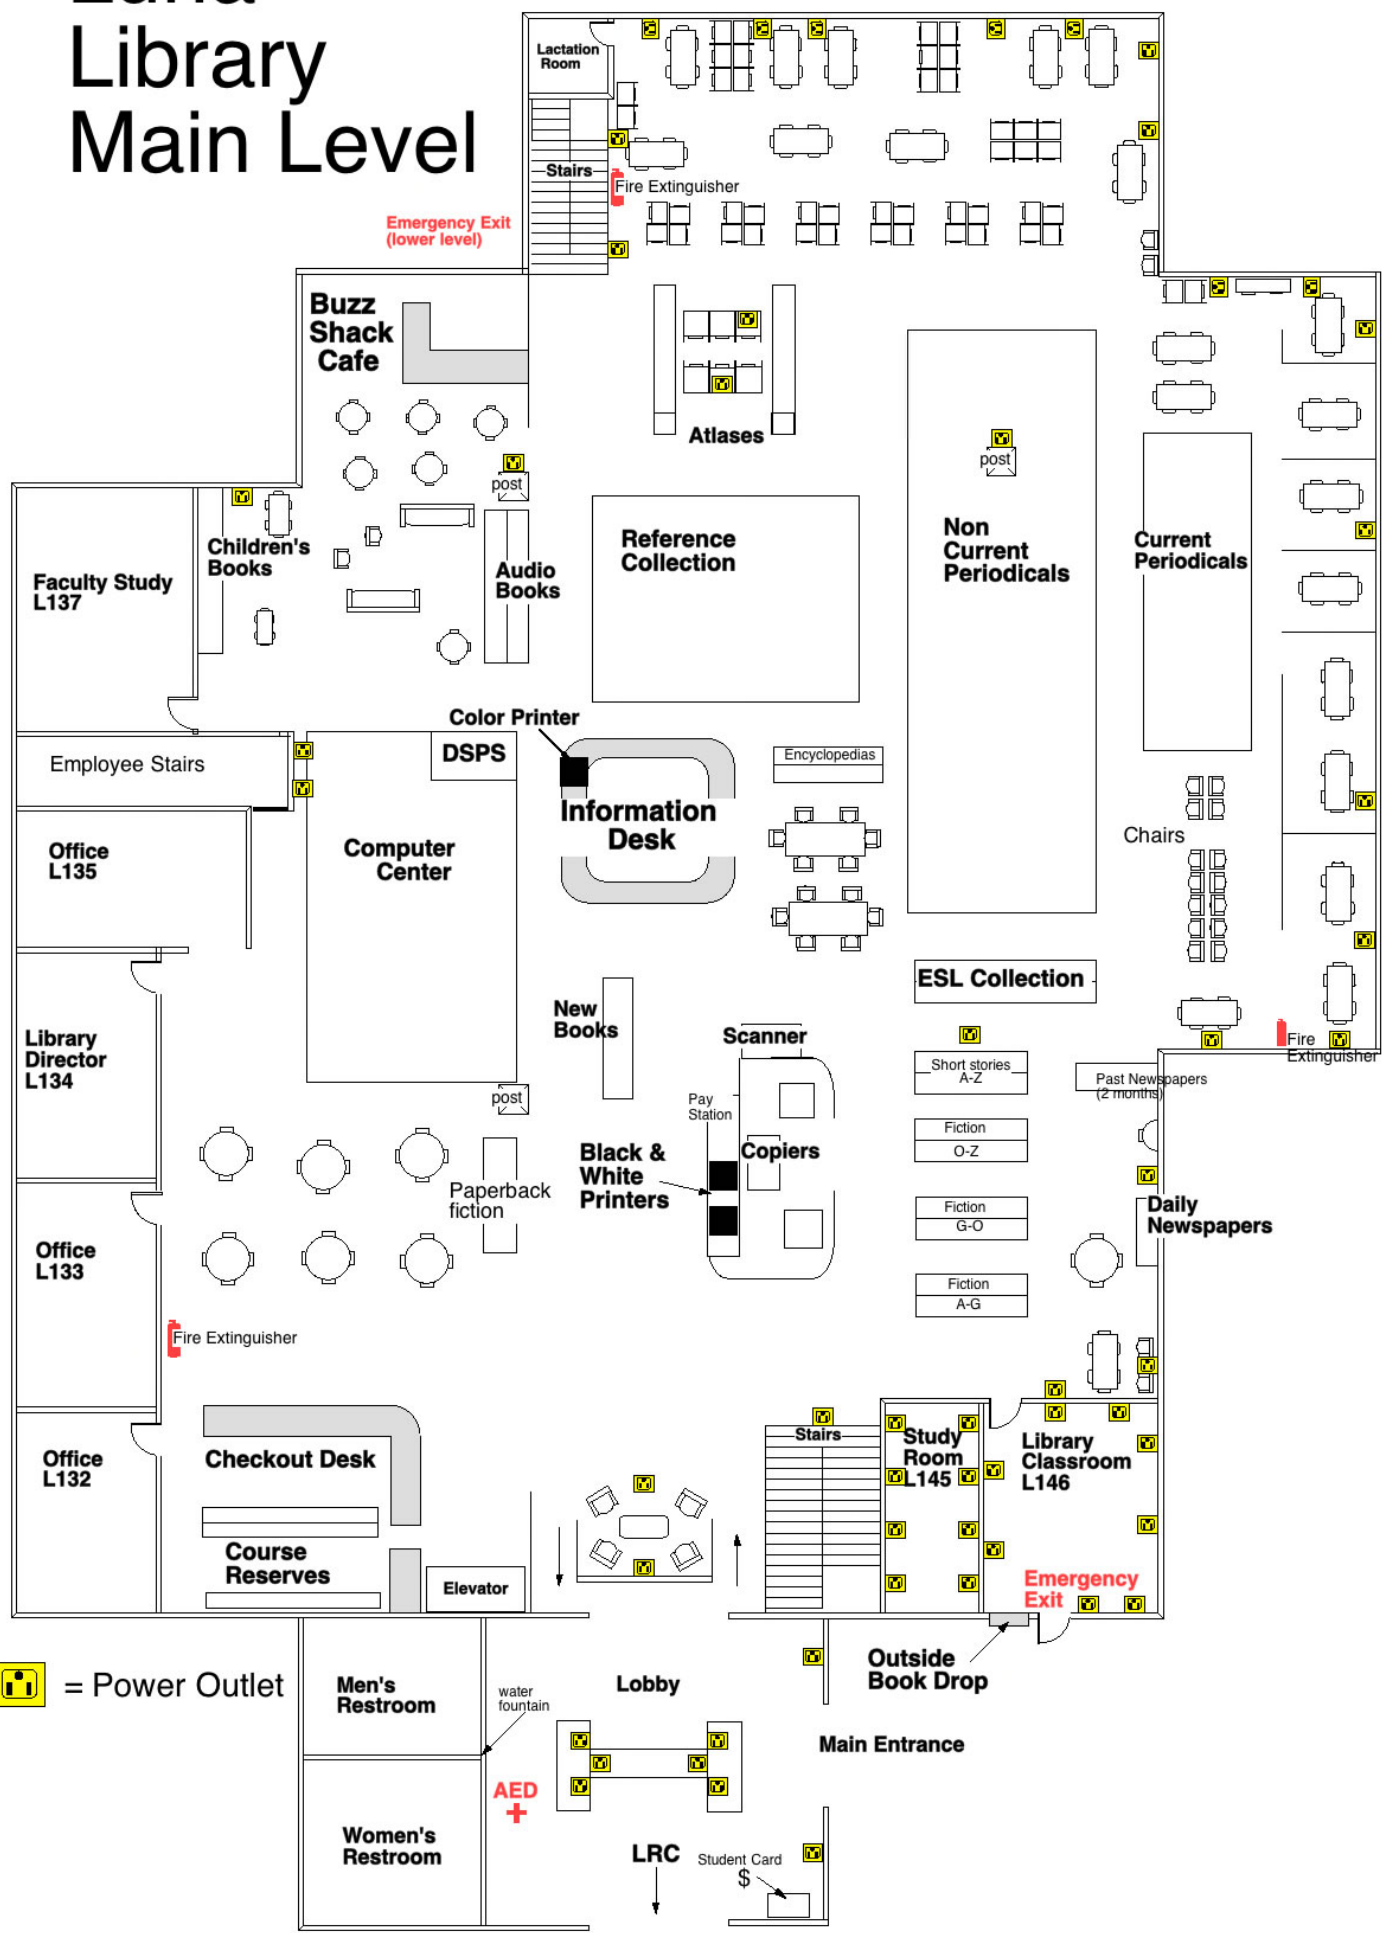 Library
Main Level
Lactation
Room
Stairs
Fire Extinguisher
Emergency Exit
(lower level)
Buzz
Shack
Cafe
Atlases
post
post
Reference
Collection
Non
Current
Periodicals
Current
Periodicals
Children's
Books
Audio
Books
Faculty Study
L137
Color Printer
DSPS
Encyclopedias
Employee Stairs
Information
Desk
Computer
Center
Chairs
Office
L135
ESL Collection
New
Books
Scanner
Library
Director
L134
Fire
Extinguisher
Short stories
A-Z
Past Newspapers
(2 months)
post
Pay
Station
Fiction
O-Z
Black &
White
Printers
Copiers
Paperback
fiction
Fiction
G-O
Daily
Newspapers
Office
L133
Fiction
A-G
Fire Extinguisher
Stairs
Study
Room
L145
Library
Classroom
L146
Checkout Desk
Office
L132
Course
Reserves
Elevator
Emergency
Exit
= Power Outlet
Men's
Restroom
water
fountain
Lobby
Outside
Book Drop
Main Entrance
AED
Women's
Restroom
LRC
Student Card
$